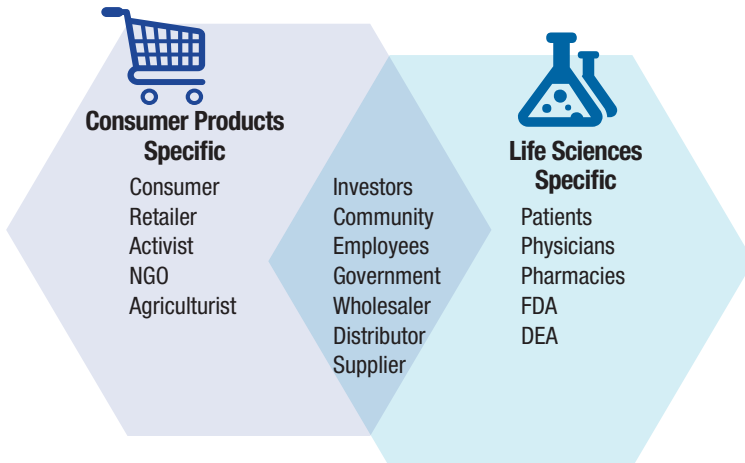 Consumer Products
Specific
Consumer
Retailer
Activist
NGO
Agriculturist
Investors
Community
Employees
Government
Wholesaler
Distributor
Supplier
Life Sciences
Specific
Patients
Physicians
Pharmacies
FDA
DEA